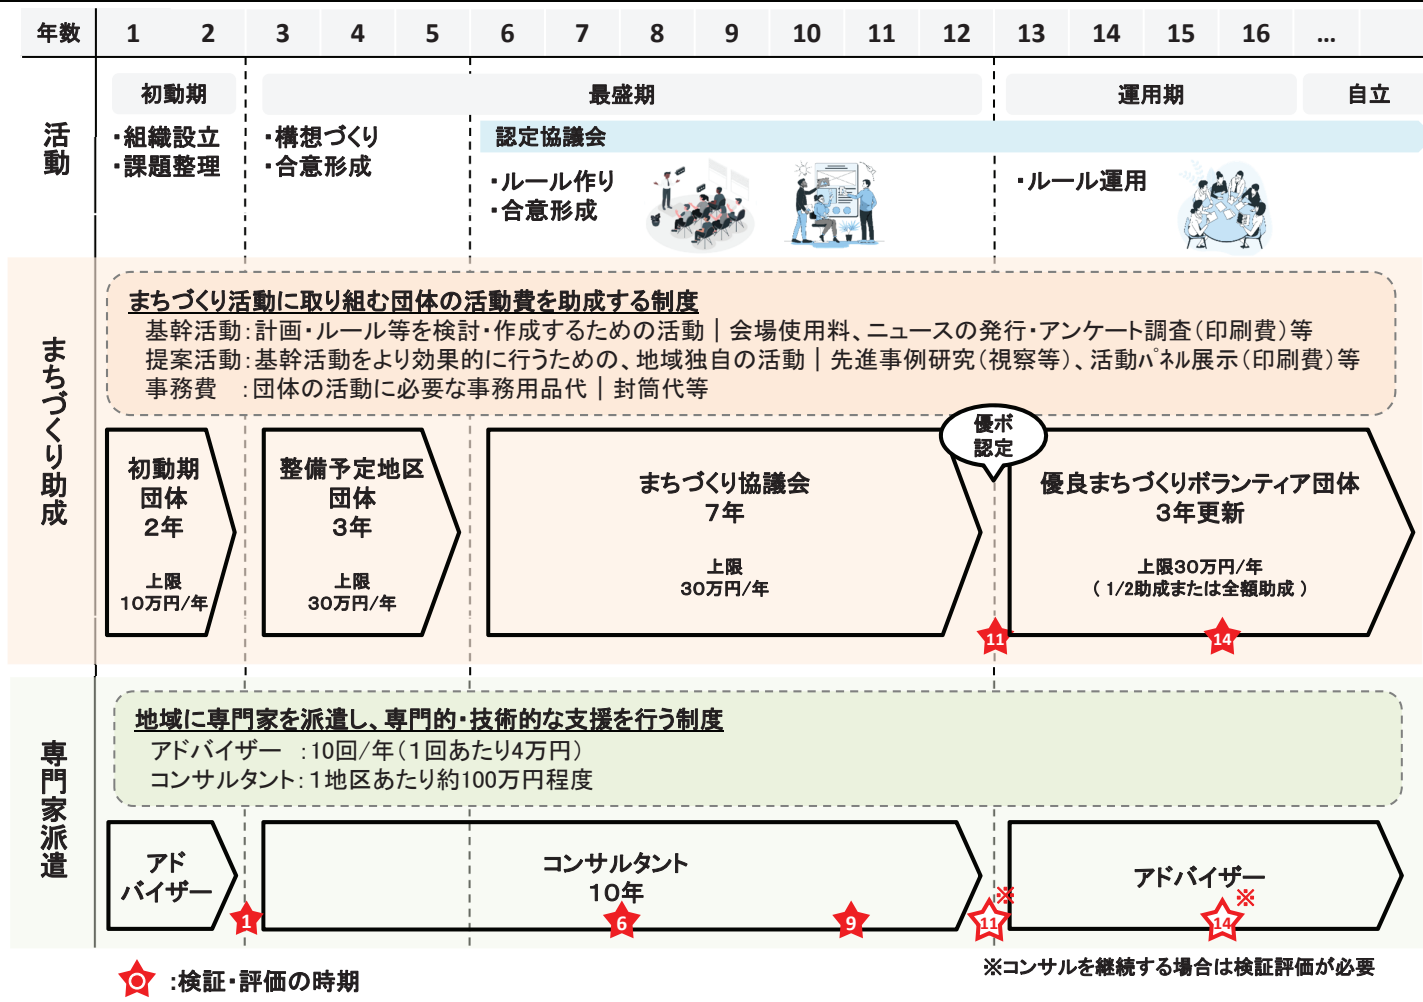 年数 1 2 3 4 5 6 7 8 9 10 11 12 13 14 15 16 …
初動期 最盛期 運用期 自立
活動
・組織設立
・課題整理
・構想づくり
・合意形成
認定協議会
・ルール作り
・合意形成
・ルール運用
まちづくり助成
まちづくり活動に取り組む団体の活動費を助成する制度
基幹活動：計画・ルール等を検討・作成するための活動｜会場使用料、ニュースの発行・アンケート調査（印刷費）等
提案活動：基幹活動をより効果的に行うための、地域独自の活動｜先進事例研究（視察等）、活動ﾊﾟﾈﾙ展示（印刷費）等
事務費　：団体の活動に必要な事務用品代｜封筒代等
初動期
団体
２年
上限
10万円/年
整備予定地区
団体
３年
上限
30万円/年
まちづくり協議会
７年
上限
30万円/年
優ボ
認定
優良まちづくりボランティア団体
３年更新
上限30万円/年
（ 1/2助成または全額助成 ）
11
14
専門家派遣
地域に専門家を派遣し、専門的・技術的な支援を行う制度
アドバイザー　：10回/年（１回あたり4万円）
コンサルタント：１地区あたり約100万円程度
アド
バイザー
コンサルタント
10年
アドバイザー
1
6
9
※
11
※
14
:検証・評価の時期
※コンサルを継続する場合は検証評価が必要